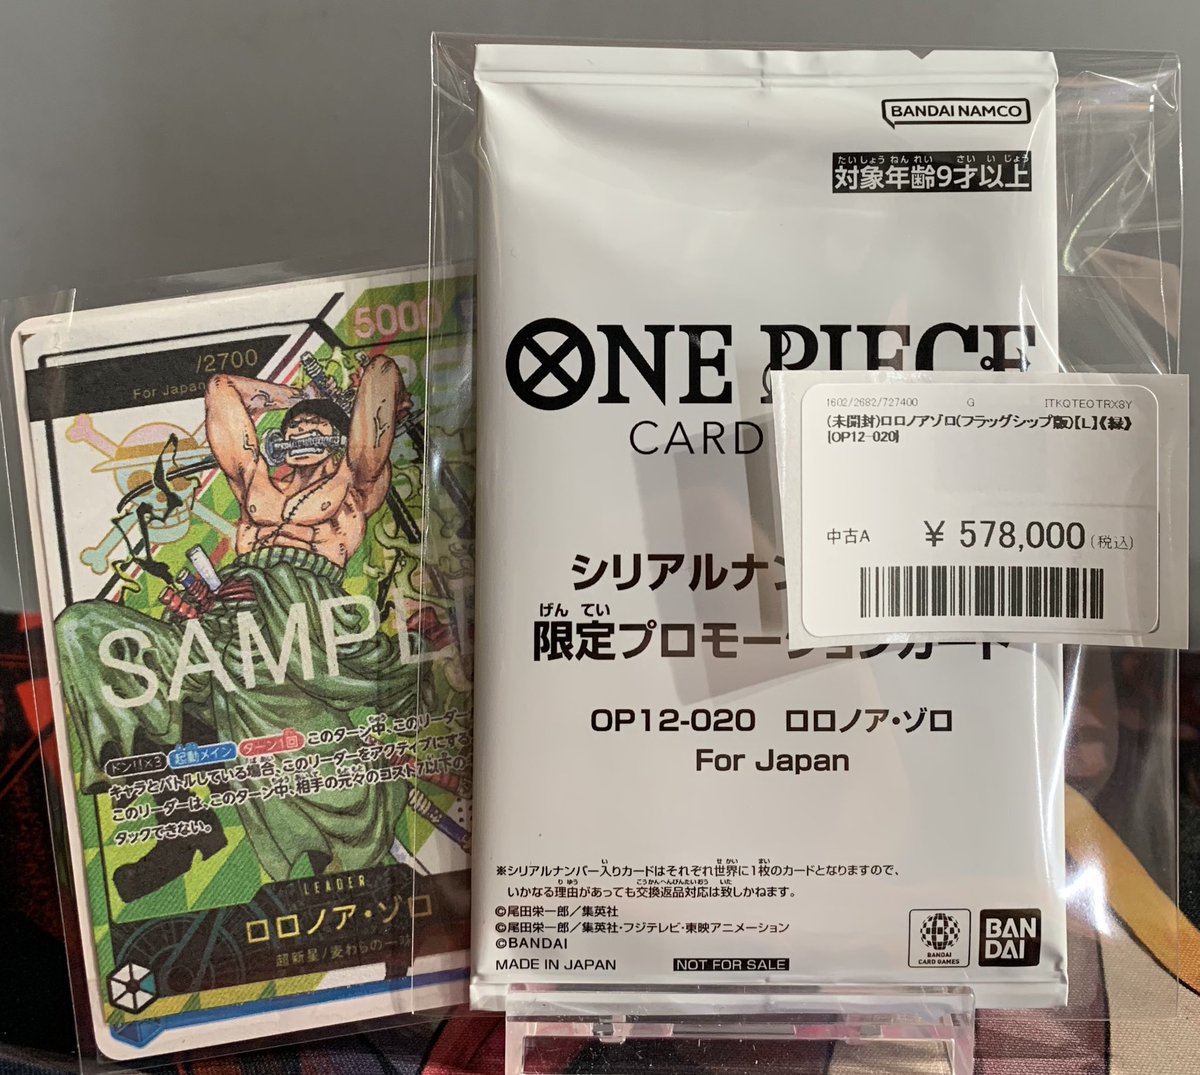 BANDAI NAMCO
たいしょうねんれい さいいじょう
対象年齢9才以上
ONE PIECE
CARD
1602/2682/727400 G ITKQTEOTRX8Y
(未開封)ロロノアゾロ(フラッグシップ版)【L】{緑}
[OP12-020]
中古A ¥ 578,000(税込)
シリアルナン
げんてい
限定プロモーションカード
OP12-020 ロロノア・ゾロ
For Japan
※シリアルナンバー入りカードはそれぞれ世界に1枚のカードとなりますので、
いかなる理由があっても交換返品対応は致しかねます。
©尾田栄一郎/集英社
©尾田栄一郎/集英社・フジテレビ・東映アニメーション
©BANDAI
MADE IN JAPAN NOT FOR SALE
BANDAI
CARD GAMES
BAN
DAI
5000
/2700
For Japan
SAMPL
ドン!!×3 起動メイン ターン1回 このターン中、このリーダー
キャラとバトルしている場合、このリーダーをアクティブにする
このリーダーは、このターン中、相手の元々のコスト7以下の
タックできない。
LEADER
ロロノア・ゾロ
超新星/麦わらの一味